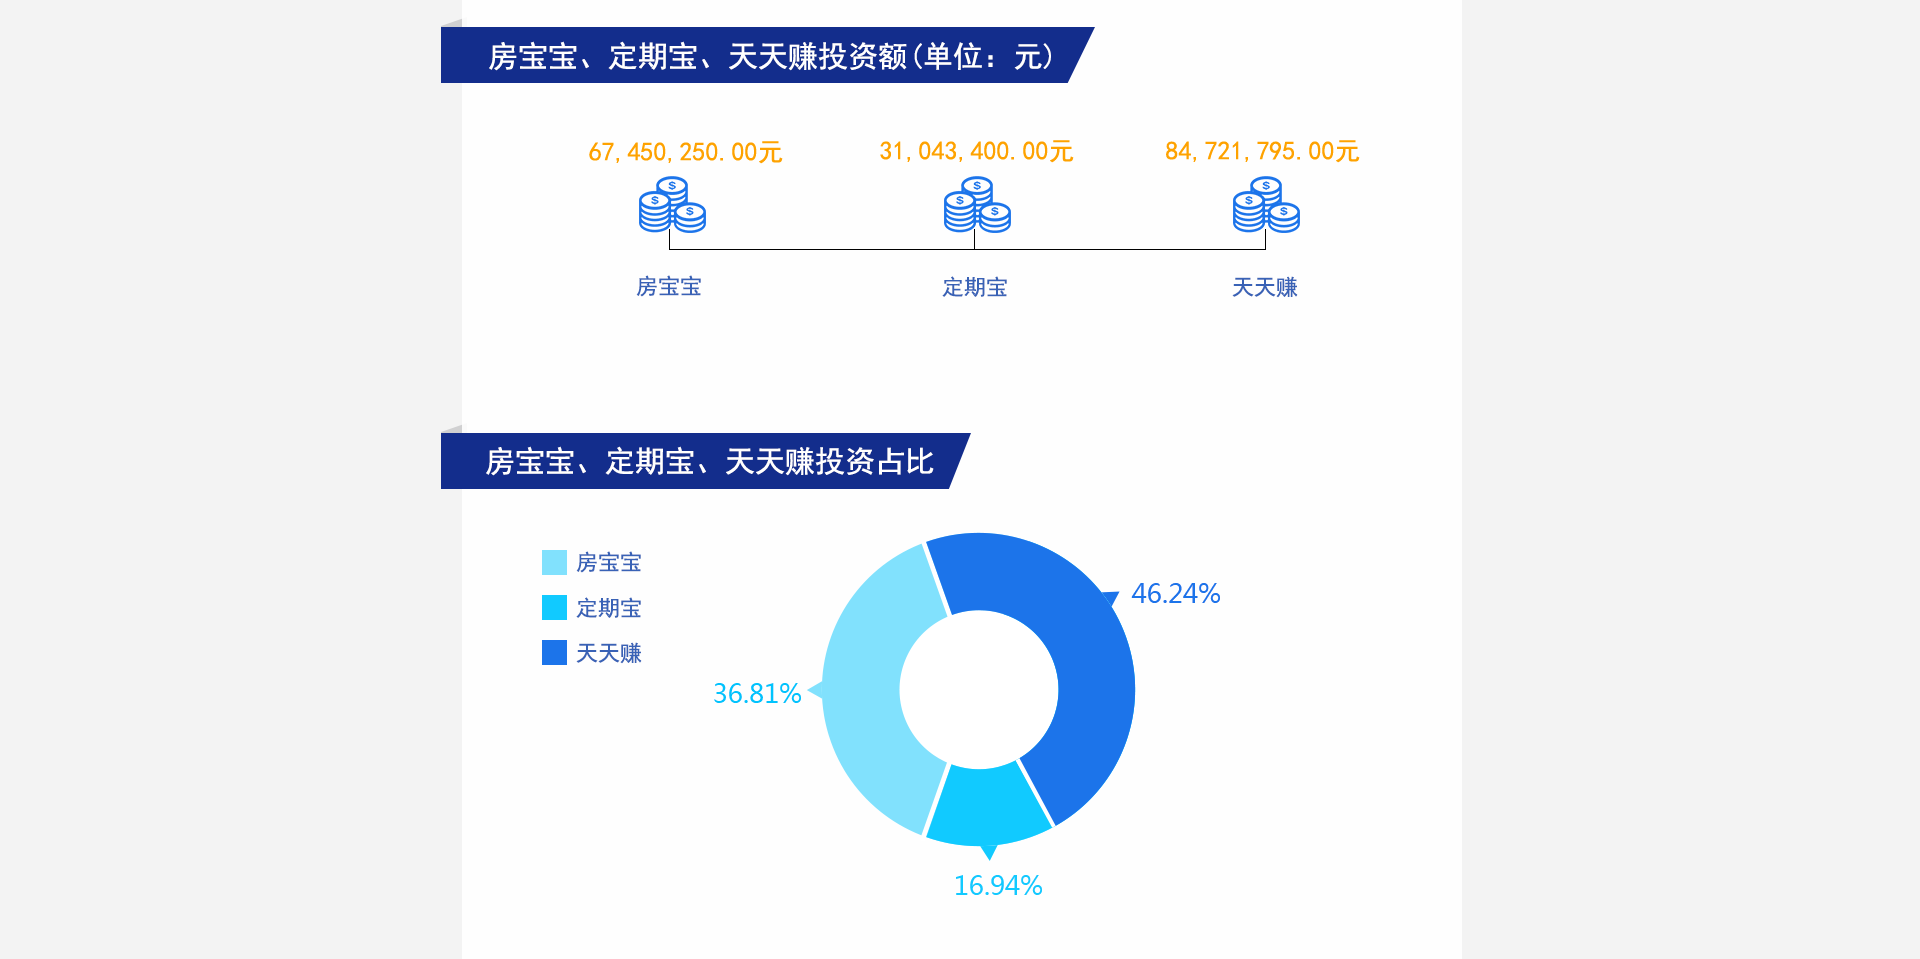 房宝宝、定期宝、天天赚投资额(单位：元)
67,450,250.00元
31,043,400.00元
84,721,795.00元
房宝宝
定期宝
天天赚
房宝宝、定期宝、天天赚投资占比
房宝宝
定期宝
天天赚
46.24%
36.81%
16.94%